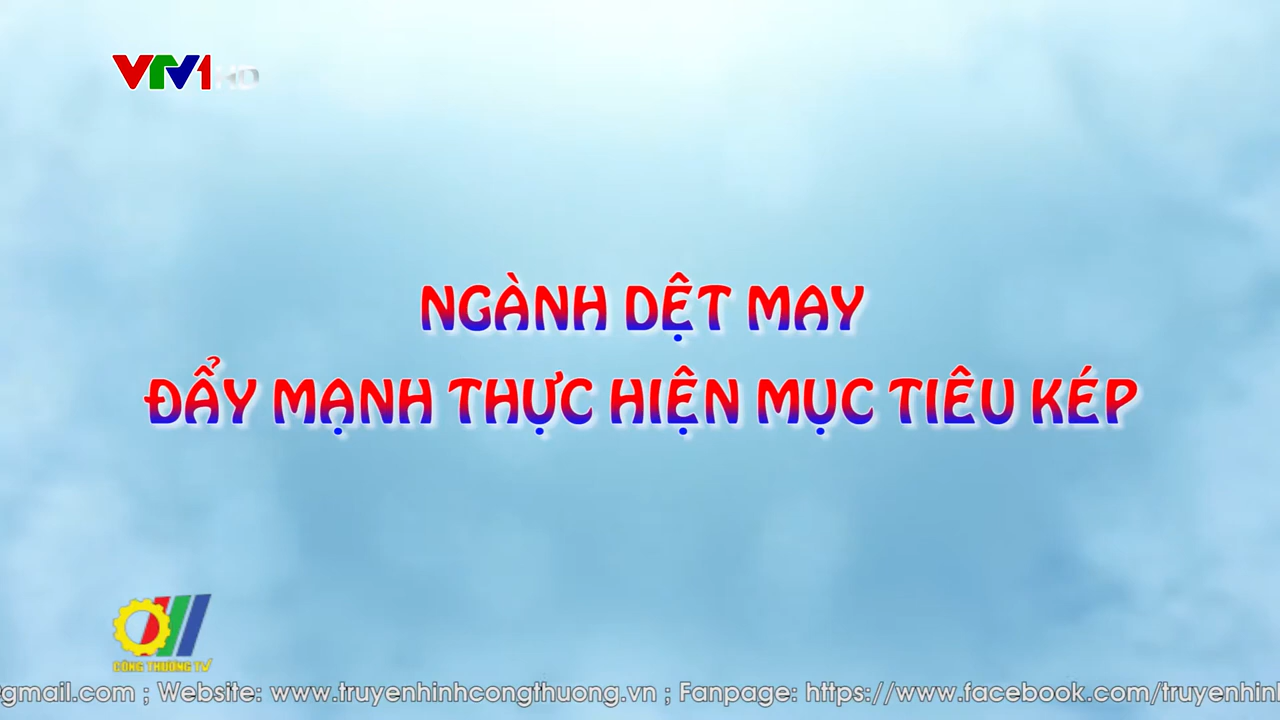 VTV1 HD
NGÀNH DỆT MAY
ĐẨY MẠNH THỰC HIỆN MỤC TIÊU KÉP
CÔNG THƯƠNG TV
@gmail.com ; Website: www.truyenhinhcongthuong.vn ; Fanpage: https://www.facebook.com/truyenhinh